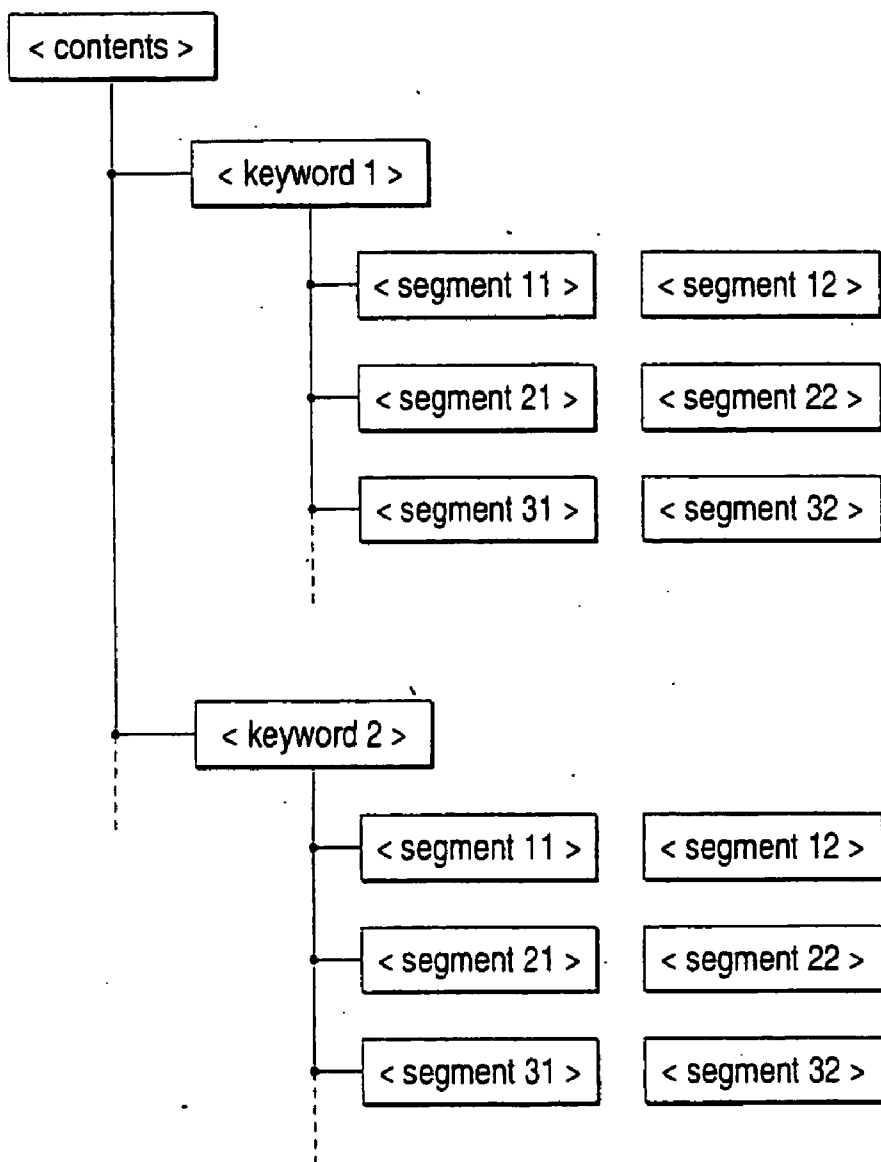 < contents >
< keyword 1 >
< segment 11 > < segment 12 >
< segment 21 > < segment 22 >
< segment 31 > < segment 32 >
< keyword 2 >
< segment 11 > < segment 12 >
< segment 21 > < segment 22 >
< segment 31 > < segment 32 >